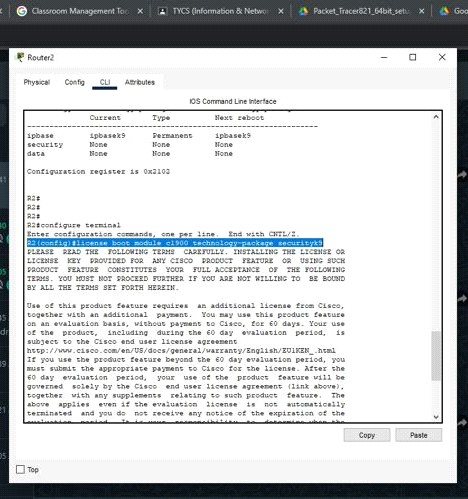 Classroom Management Too
TYCS (Information & Networ
Packet_Tracer821_64bit_setu
Goo
Router2
Physical Config CLI Attributes
IOS Command Line Interface
Current Type Next reboot
------------------------------------------------------------------
ipbase ipbasek9 Permanent ipbasek9
security None None None
data None None None
Configuration register is 0x2102
R2#
R2#
R2#
R2#configure terminal
Enter configuration commands, one per line. End with CNTL/Z.
R2(config)#license boot module c1900 technology-package securityk9
PLEASE READ THE FOLLOWING TERMS CAREFULLY. INSTALLING THE LICENSE OR
LICENSE KEY PROVIDED FOR ANY CISCO PRODUCT FEATURE OR USING SUCH
PRODUCT FEATURE CONSTITUTES YOUR FULL ACCEPTANCE OF THE FOLLOWING
TERMS. YOU MUST NOT PROCEED FURTHER IF YOU ARE NOT WILLING TO BE BOUND
BY ALL THE TERMS SET FORTH HEREIN.
Use of this product feature requires an additional license from Cisco,
together with an additional payment. You may use this product feature
on an evaluation basis, without payment to Cisco, for 60 days. Your use
of the product, including during the 60 day evaluation period, is
subject to the Cisco end user license agreement
http://www.cisco.com/en/US/docs/general/warranty/English/EU1KEN_.html
If you use the product feature beyond the 60 day evaluation period, you
must submit the appropriate payment to Cisco for the license. After the
60 day evaluation period, your use of the product feature will be
governed solely by the Cisco end user license agreement (link above),
together with any supplements relating to such product feature. The
above applies even if the evaluation license is not automatically
terminated and you do not receive any notice of the expiration of the
evaluation period. It is your responsibility to determine when the
Copy Paste
Top